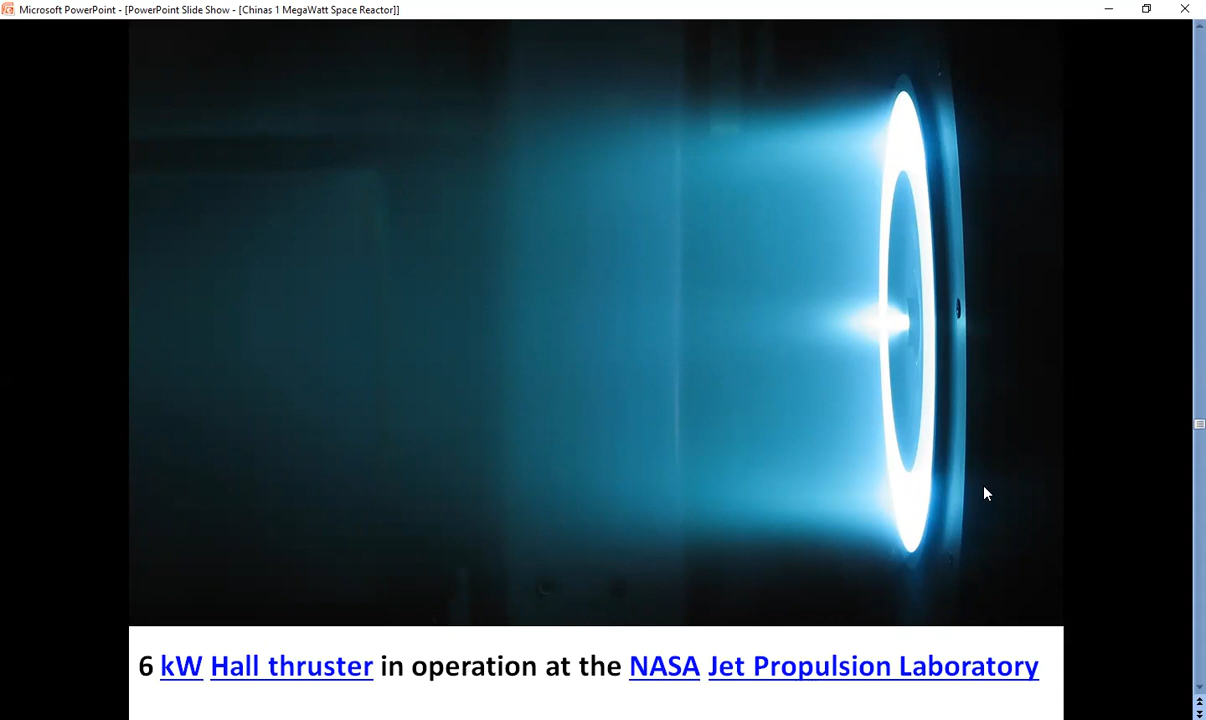 Microsoft PowerPoint - [PowerPoint Slide Show - [Chinas 1 MegaWatt Space Reactor]]
6 kW Hall thruster in operation at the NASA Jet Propulsion Laboratory